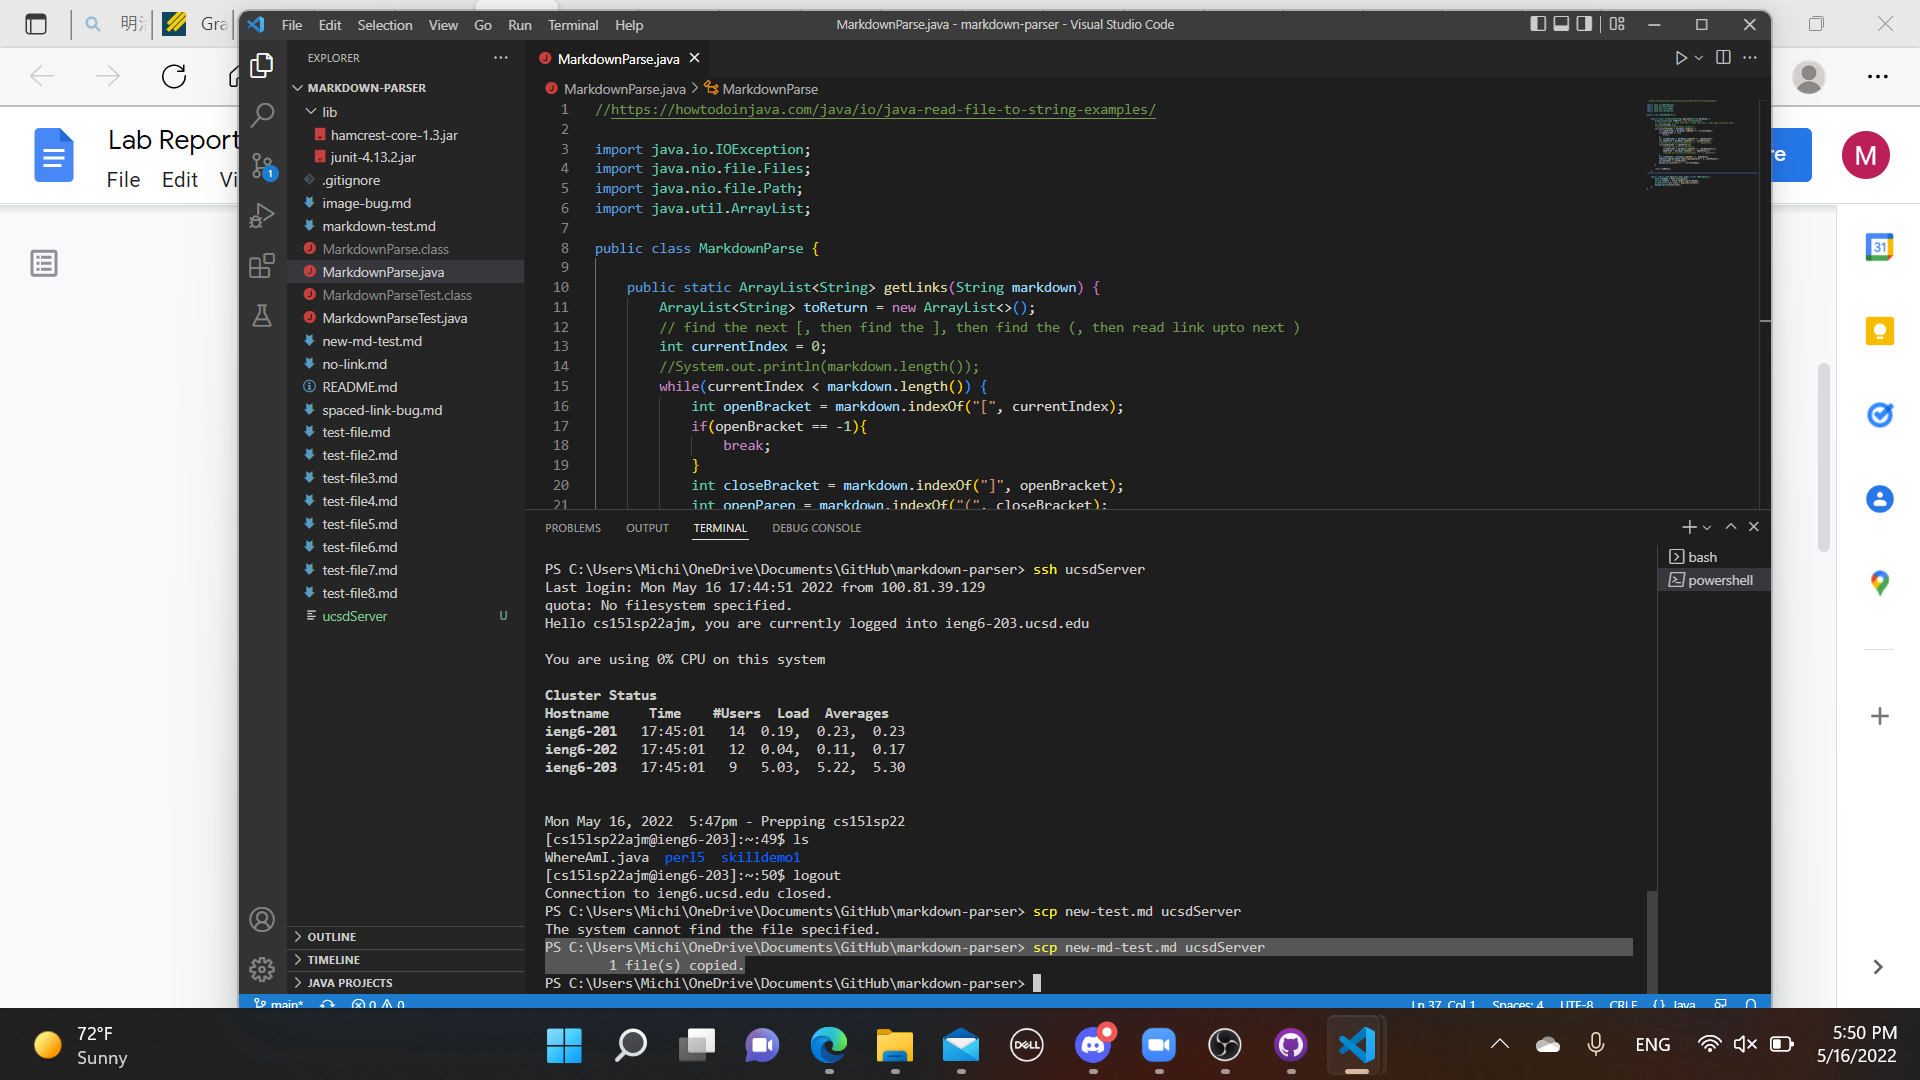 明治
Gra
File Edit Selection View Go Run Terminal Help
MarkdownParse.java - markdown-parser - Visual Studio Code
Lab Report
File Edit Vi
re
M
EXPLORER
MARKDOWN-PARSER
lib
hamcrest-core-1.3.jar
junit-4.13.2.jar
.gitignore
image-bug.md
markdown-test.md
MarkdownParse.class
MarkdownParse.java
MarkdownParseTest.class
MarkdownParseTest.java
new-md-test.md
no-link.md
README.md
spaced-link-bug.md
test-file.md
test-file2.md
test-file3.md
test-file4.md
test-file5.md
test-file6.md
test-file7.md
test-file8.md
ucsdServer U
OUTLINE
TIMELINE
JAVA PROJECTS
1
MarkdownParse.java
MarkdownParse.java > MarkdownParse
1 //https://howtodoinjava.com/java/io/java-read-file-to-string-examples/
2
3 import java.io.IOException;
4 import java.nio.file.Files;
5 import java.nio.file.Path;
6 import java.util.ArrayList;
7
8 public class MarkdownParse {
9
10 public static ArrayList<String> getLinks(String markdown) {
11 ArrayList<String> toReturn = new ArrayList<>();
12 // find the next [, then find the ], then find the (, then read link upto next )
13 int currentIndex = 0;
14 //System.out.println(markdown.length());
15 while(currentIndex < markdown.length()) {
16 int openBracket = markdown.indexOf("[", currentIndex);
17 if(openBracket == -1){
18 break;
19 }
20 int closeBracket = markdown.indexOf("]", openBracket);
21 int openParen = markdown.indexOf("(", closeBracket);
PROBLEMS OUTPUT TERMINAL DEBUG CONSOLE
bash
powershell
PS C:\Users\Michi\OneDrive\Documents\GitHub\markdown-parser> ssh ucsdServer
Last login: Mon May 16 17:44:51 2022 from 100.81.39.129
quota: No filesystem specified.
Hello cs15lsp22ajm, you are currently logged into ieng6-203.ucsd.edu
You are using 0% CPU on this system
Cluster Status
Hostname Time #Users Load Averages
ieng6-201 17:45:01 14 0.19, 0.23, 0.23
ieng6-202 17:45:01 12 0.04, 0.11, 0.17
ieng6-203 17:45:01 9 5.03, 5.22, 5.30
Mon May 16, 2022 5:47pm - Prepping cs15lsp22
[cs15lsp22ajm@ieng6-203]:~:49$ ls
WhereAmI.java perl5 skilldemo1
[cs15lsp22ajm@ieng6-203]:~:50$ logout
Connection to ieng6.ucsd.edu closed.
PS C:\Users\Michi\OneDrive\Documents\GitHub\markdown-parser> scp new-test.md ucsdServer
The system cannot find the file specified.
PS C:\Users\Michi\OneDrive\Documents\GitHub\markdown-parser> scp new-md-test.md ucsdServer
1 file(s) copied.
PS C:\Users\Michi\OneDrive\Documents\GitHub\markdown-parser>
main* 0 0 Ln 37, Col 1 Spaces: 4 UTF-8 CRLF {} Java
31
72°F
Sunny
DELL
ENG
5:50 PM
5/16/2022